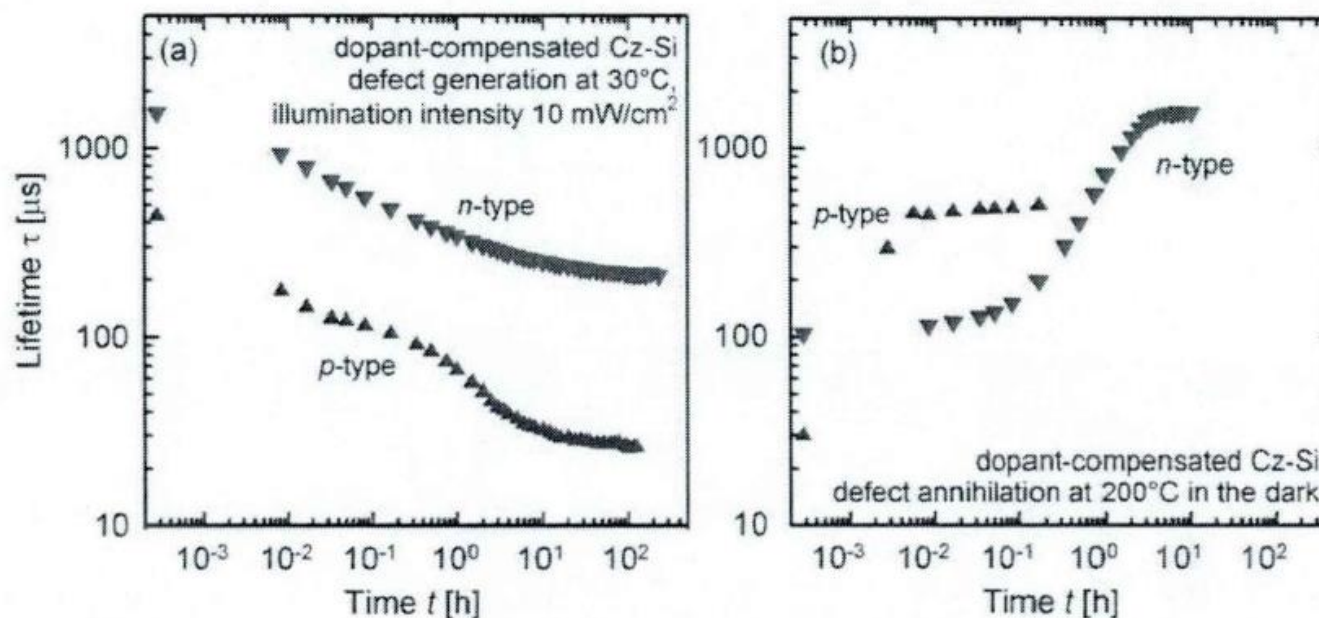 (a)
dopant-compensated Cz-Si
defect generation at 30°C,
illumination intensity 10 mW/cm²
1000
n-type
100
p-type
10
10⁻³ 10⁻² 10⁻¹ 10⁰ 10¹ 10²
Time t [h]
Lifetime τ [µs]
(b)
1000
n-type
p-type
100
dopant-compensated Cz-Si
defect annihilation at 200°C in the dark
10
10⁻³ 10⁻² 10⁻¹ 10⁰ 10¹ 10²
Time t [h]